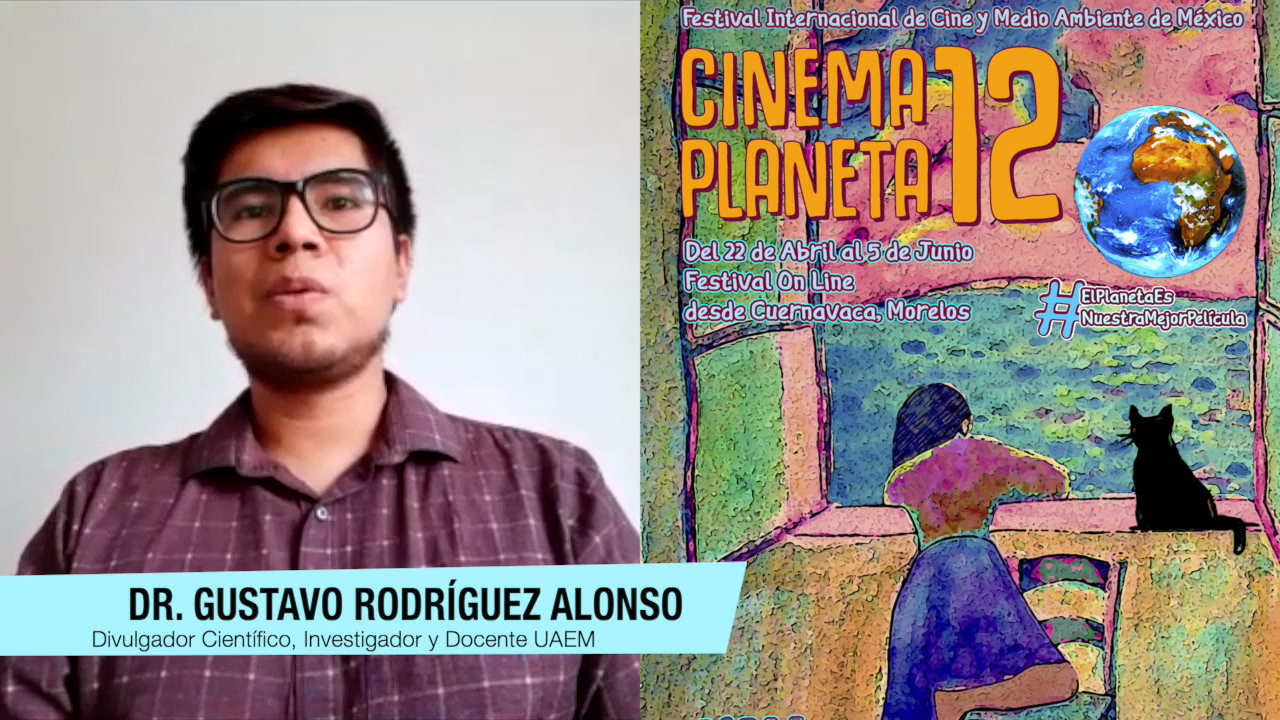 DR. GUSTAVO RODRÍGUEZ ALONSO
Divulgador Científico, Investigador y Docente UAEM
Festival Internacional de Cine y Medio Ambiente de México
CINEMA
PLANETA
12
Del 22 de Abril al 5 de Junio
Festival On Line
desde Cuernavaca, Morelos
#ElPlanetaEs
NuestraMejorPelícula